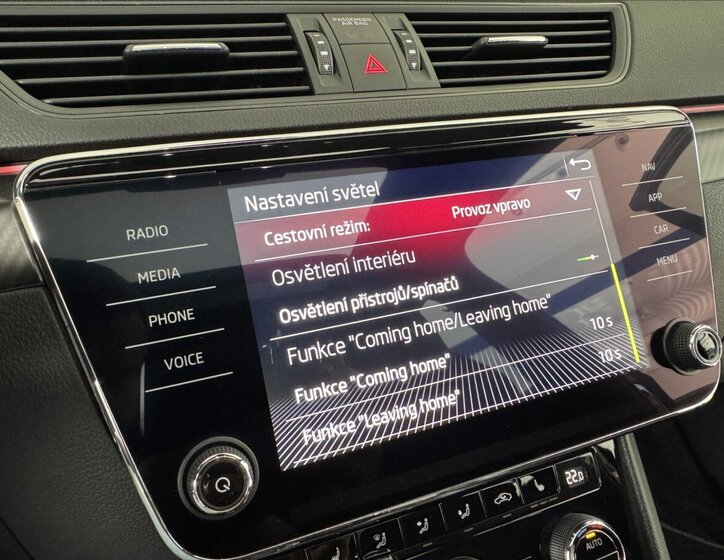 PASSENGER
AIR BAG
RADIO
MEDIA
PHONE
VOICE
Nastavení světel
Cestovní režim: Provoz vpravo
Osvětlení interiéru
Osvětlení přístrojů/spínačů
Funkce "Coming home/Leaving home"
Funkce "Coming home" 10 s
Funkce "Leaving home" 10 s
NAV
APP
CAR
MENU
22.0
AUTO